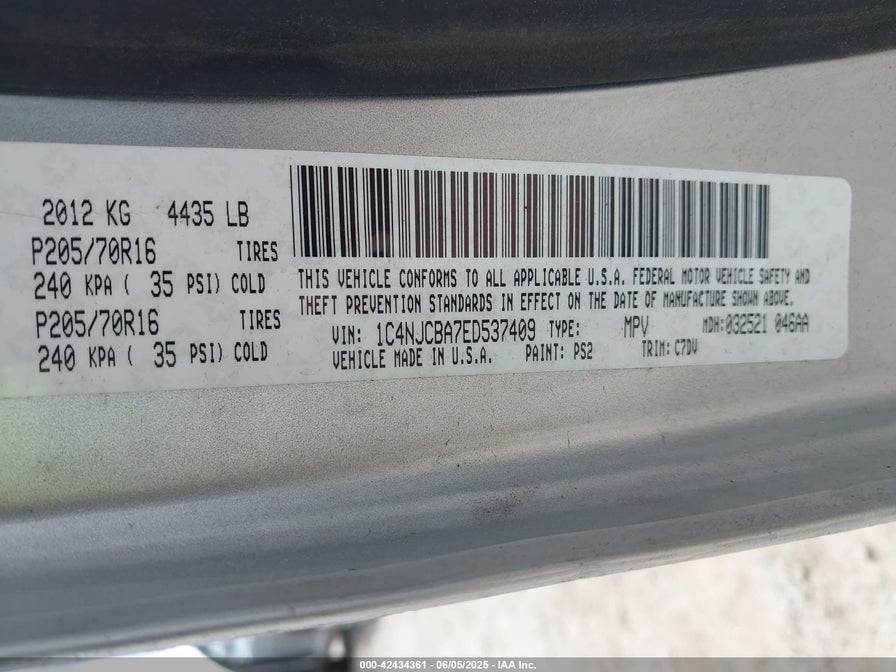 2012 KG 4435 LB
P205/70R16 TIRES
240 KPA ( 35 PSI) COLD
P205/70R16 TIRES
240 KPA ( 35 PSI) COLD
THIS VEHICLE CONFORMS TO ALL APPLICABLE U.S.A. FEDERAL MOTOR VEHICLE SAFETY AND
THEFT PREVENTION STANDARDS IN EFFECT ON THE DATE OF MANUFACTURE SHOWN ABOVE.
VIN: 1C4NJCBA7ED537409 TYPE: MPV MDH:032521 046AA
VEHICLE MADE IN U.S.A. PAINT: PS2 TRIM: C7DV
000-42434361 - 06/05/2025 - IAA Inc.